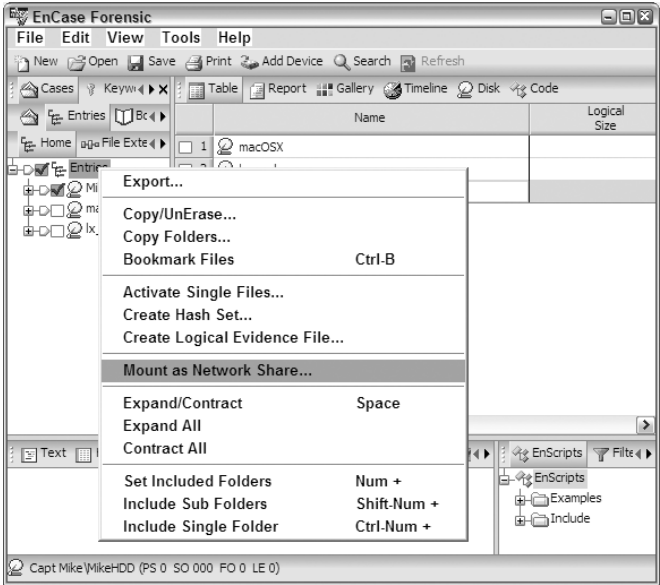 EnCase Forensic
File Edit View Tools Help
New Open Save Print Add Device Search Refresh
Cases Keyw Table Report Gallery Timeline Disk Code
Entries Bc Name Logical Size
Home File Exte 1 macOSX
Entries
Mi
ma
lx_
Export...
Copy/UnErase...
Copy Folders...
Bookmark Files Ctrl-B
Activate Single Files...
Create Hash Set...
Create Logical Evidence File...
Mount as Network Share...
Expand/Contract Space
Expand All
Contract All
Set Included Folders Num +
Include Sub Folders Shift-Num +
Include Single Folder Ctrl-Num +
Text EnScripts Filte
EnScripts
Examples
Include
Capt Mike\MikeHDD (PS 0 SO 000 FO 0 LE 0)